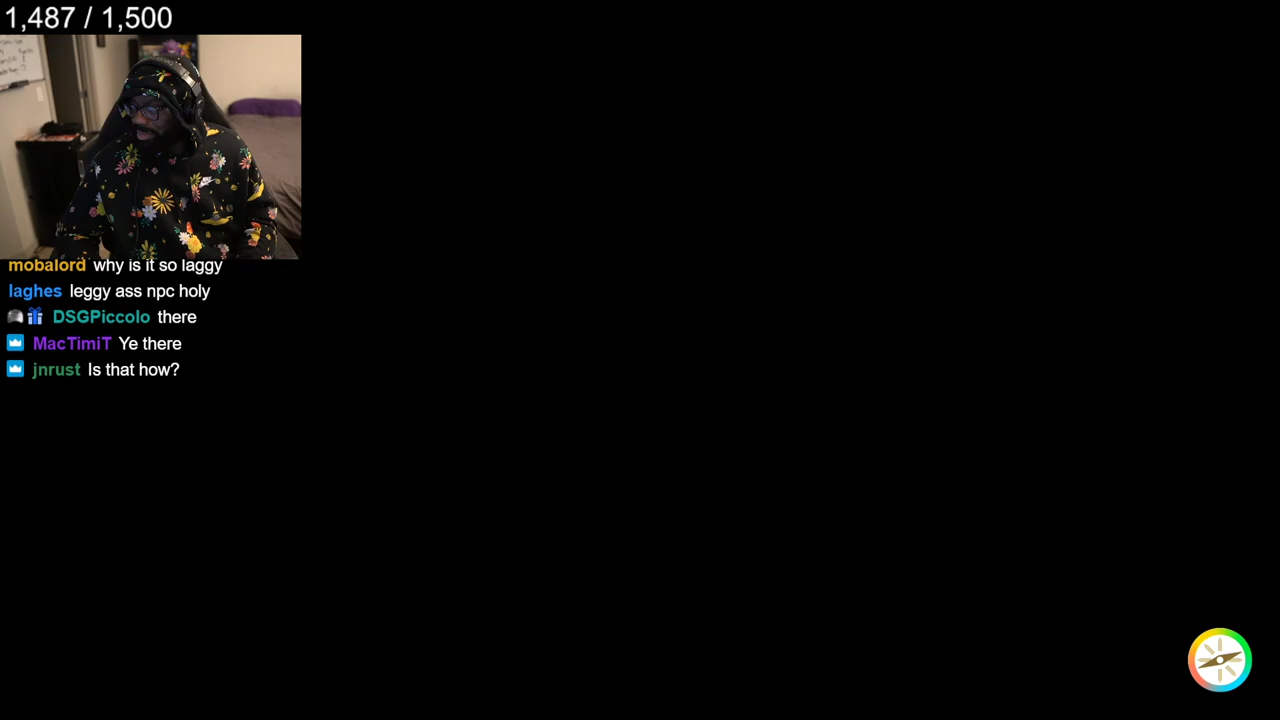 1,487 / 1,500
mobalord why is it so laggy
laghes leggy ass npc holy
DSGPiccolo there
MacTimiT Ye there
jnrust Is that how?